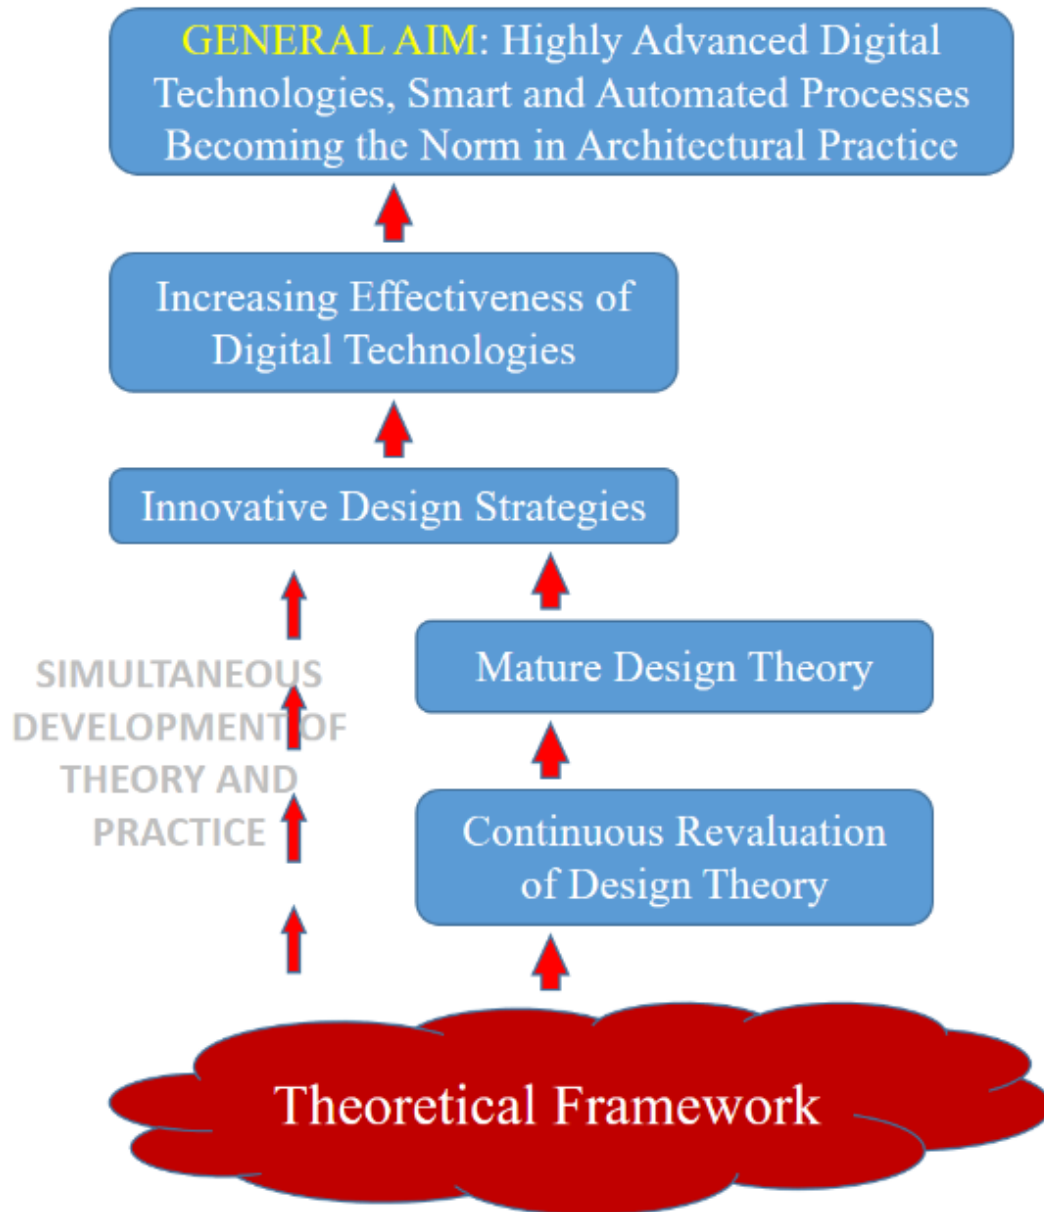 GENERAL AIM: Highly Advanced Digital
Technologies, Smart and Automated Processes
Becoming the Norm in Architectural Practice
Increasing Effectiveness of
Digital Technologies
Innovative Design Strategies
SIMULTANEOUS
DEVELOPMENT OF
THEORY AND
PRACTICE
Mature Design Theory
Continuous Revaluation
of Design Theory
Theoretical Framework